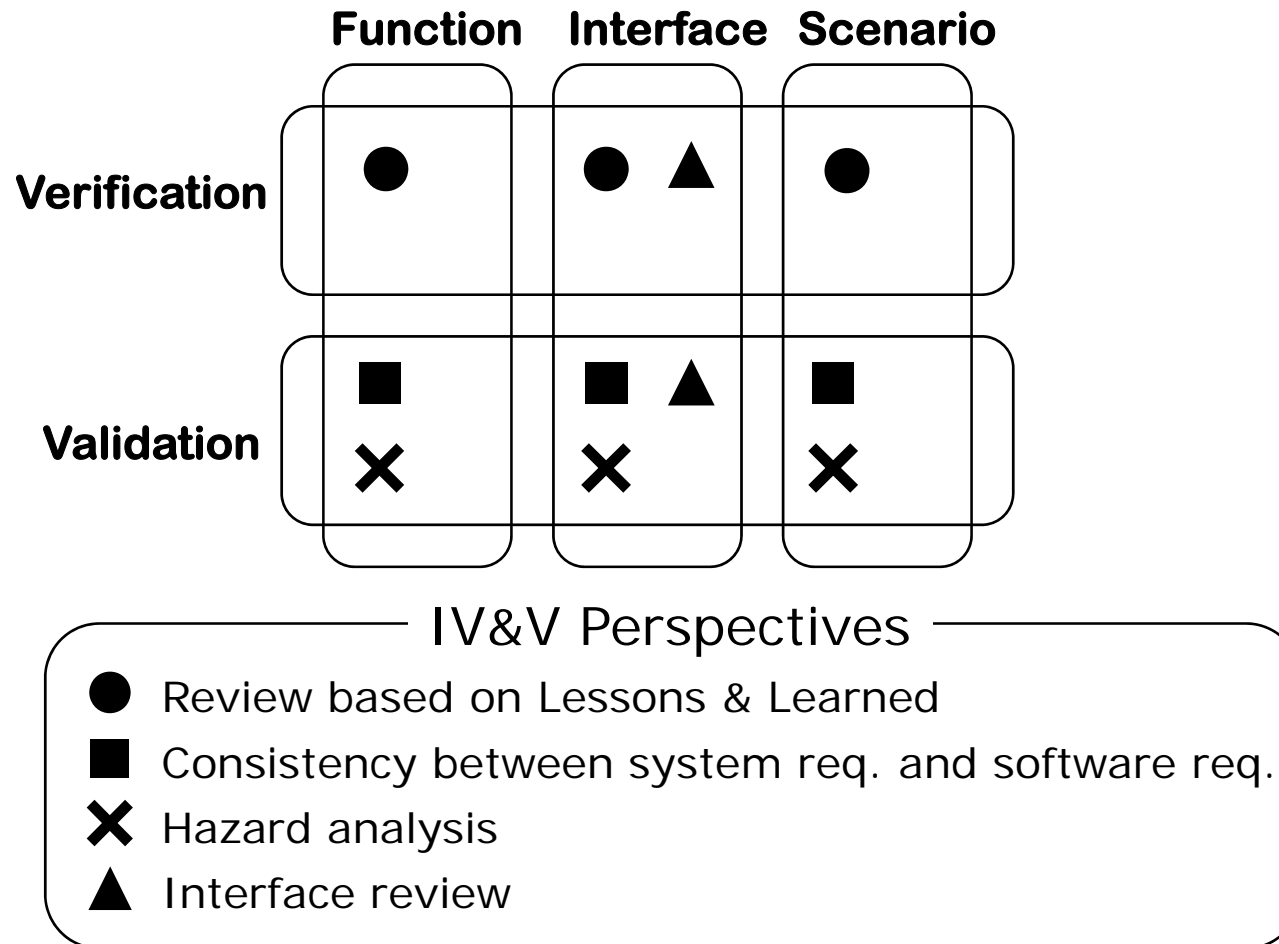 Function Interface Scenario
Verification
Validation
IV&V Perspectives
Review based on Lessons & Learned
Consistency between system req. and software req.
Hazard analysis
Interface review